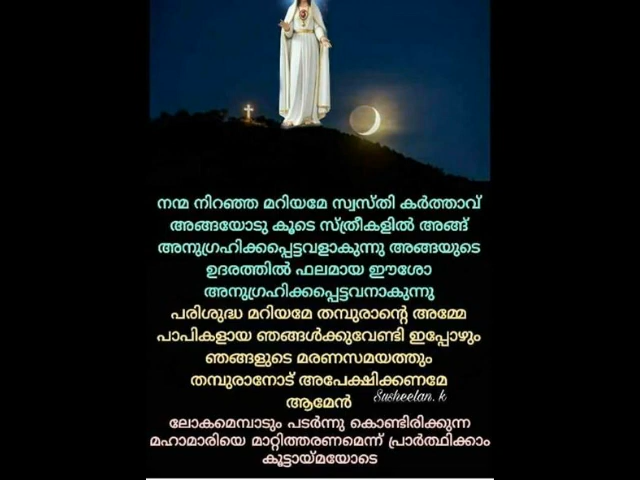 നന്മ നിറഞ്ഞ മറിയമേ സ്വസ്തി കർത്താവ്
അങ്ങയോടു കൂടെ സ്ത്രീകളിൽ അങ്ങ്
അനുഗ്രഹിക്കപ്പെട്ടവളാകുന്നു അങ്ങയുടെ
ഉദരത്തിൽ ഫലമായ ഈശോ
അനുഗ്രഹിക്കപ്പെട്ടവനാകുന്നു
പരിശുദ്ധ മറിയമേ തമ്പുരാന്റെ അമ്മേ
പാപികളായ ഞങ്ങൾക്കുവേണ്ടി ഇപ്പോഴും
ഞങ്ങളുടെ മരണസമയത്തും
തമ്പുരാനോട് അപേക്ഷിക്കണമേ
ആമേൻ Susheelan.k
ലോകമെമ്പാടും പടർന്നു കൊണ്ടിരിക്കുന്ന
മഹാമാരിയെ മാറ്റിത്തരണമെന്ന് പ്രാർത്ഥിക്കാം
കൂട്ടായ്മയോടെ